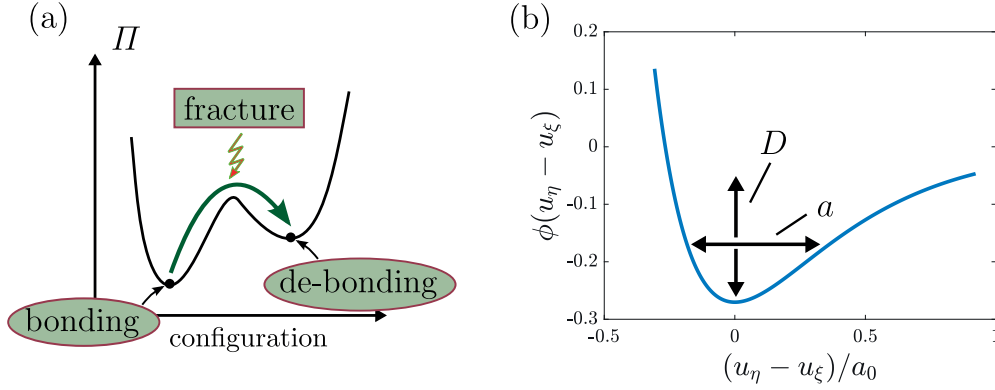 (a)
Π
fracture
bonding
de-bonding
configuration
(b)
ϕ(u_η − u_ξ)
0.2
0.1
0
-0.1
-0.2
-0.3
D
a
-0.5
0
0.5
1
(u_η − u_ξ)/a_0